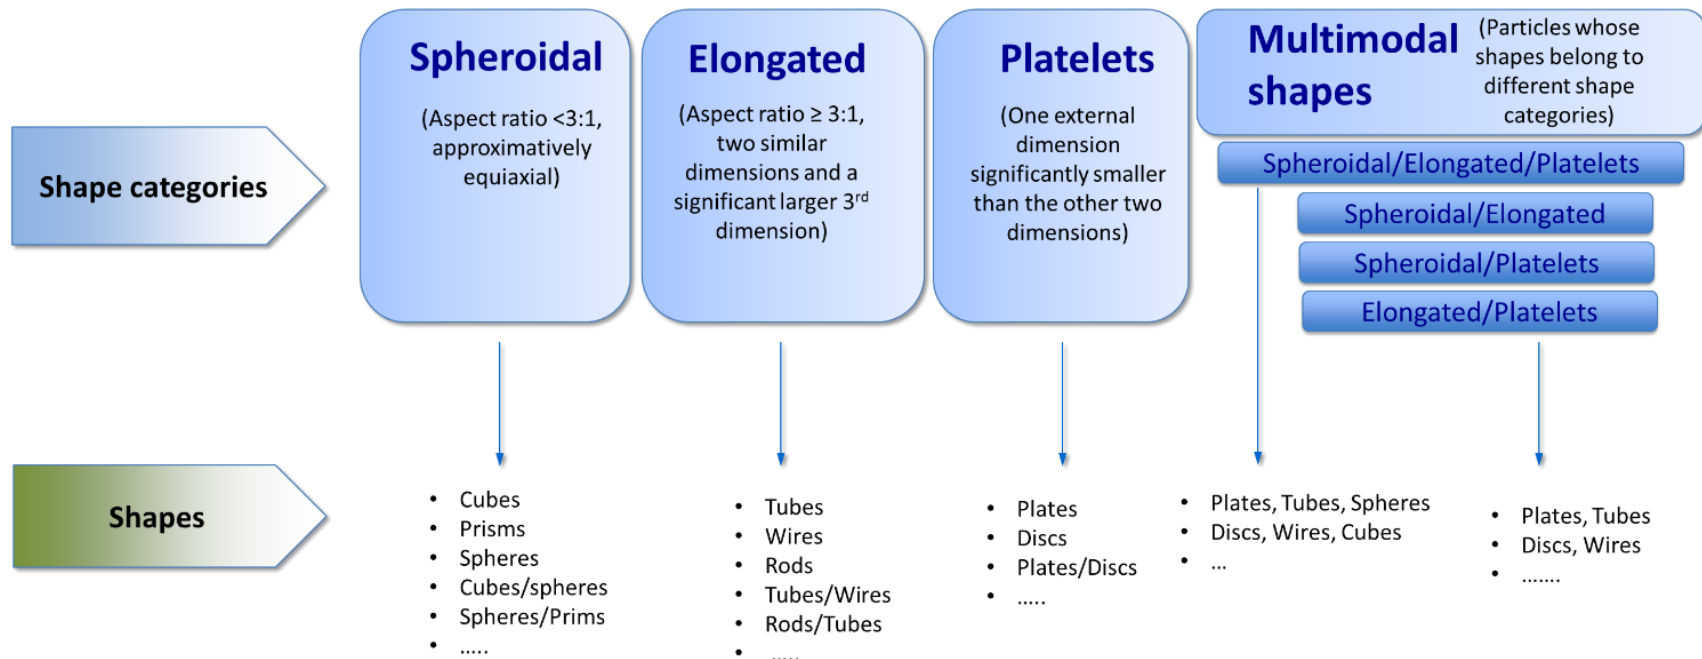 Shape categories
Spheroidal
(Aspect ratio <3:1,
approximatively
equiaxial)
Elongated
(Aspect ratio ≥ 3:1,
two similar
dimensions and a
significant larger 3rd
dimension)
Platelets
(One external
dimension
significantly smaller
than the other two
dimensions)
Multimodal
shapes
(Particles whose
shapes belong to
different shape
categories)
Spheroidal/Elongated/Platelets
Spheroidal/Elongated
Spheroidal/Platelets
Elongated/Platelets
Shapes
• Cubes
• Prisms
• Spheres
• Cubes/spheres
• Spheres/Prims
• .....
• Tubes
• Wires
• Rods
• Tubes/Wires
• Rods/Tubes
• .....
• Plates
• Discs
• Plates/Discs
• .....
• Plates, Tubes, Spheres
• Discs, Wires, Cubes
• ...
• Plates, Tubes
• Discs, Wires
• .......